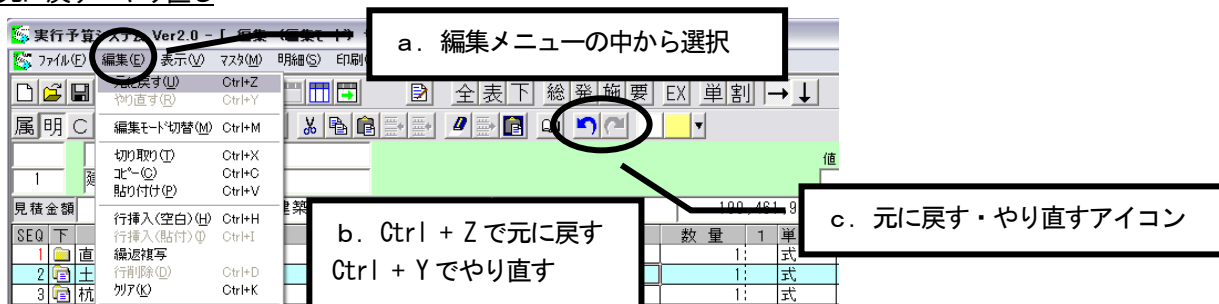 元に戻す・やり直し
実行予算システム Ver2.0 - [ 編集 (編集モード)
a. 編集メニューの中から選択
ファイル(F) 編集(E) 表示(V) マスタ(M) 明細(S) 印刷(
元に戻す(U) Ctrl+Z
やり直す(R) Ctrl+Y
全 表 下 総 発 施 要 EX 単 割 → ↓
属 明 C
編集モード切替(M) Ctrl+M
切り取り(T) Ctrl+X
コピー(C) Ctrl+C
貼り付け(P) Ctrl+V
値
1
見積金額
行挿入(空白)(H) Ctrl+H
行挿入(貼付)(I) Ctrl+I
繰返複写
行削除(D) Ctrl+D
クリア(K) Ctrl+K
b. Ctrl + Z で元に戻す
Ctrl + Y でやり直す
c. 元に戻す・やり直すアイコン
SEQ 下 数 量 1 単
1 直 1 式
2 土 1 式
3 杭 1 式